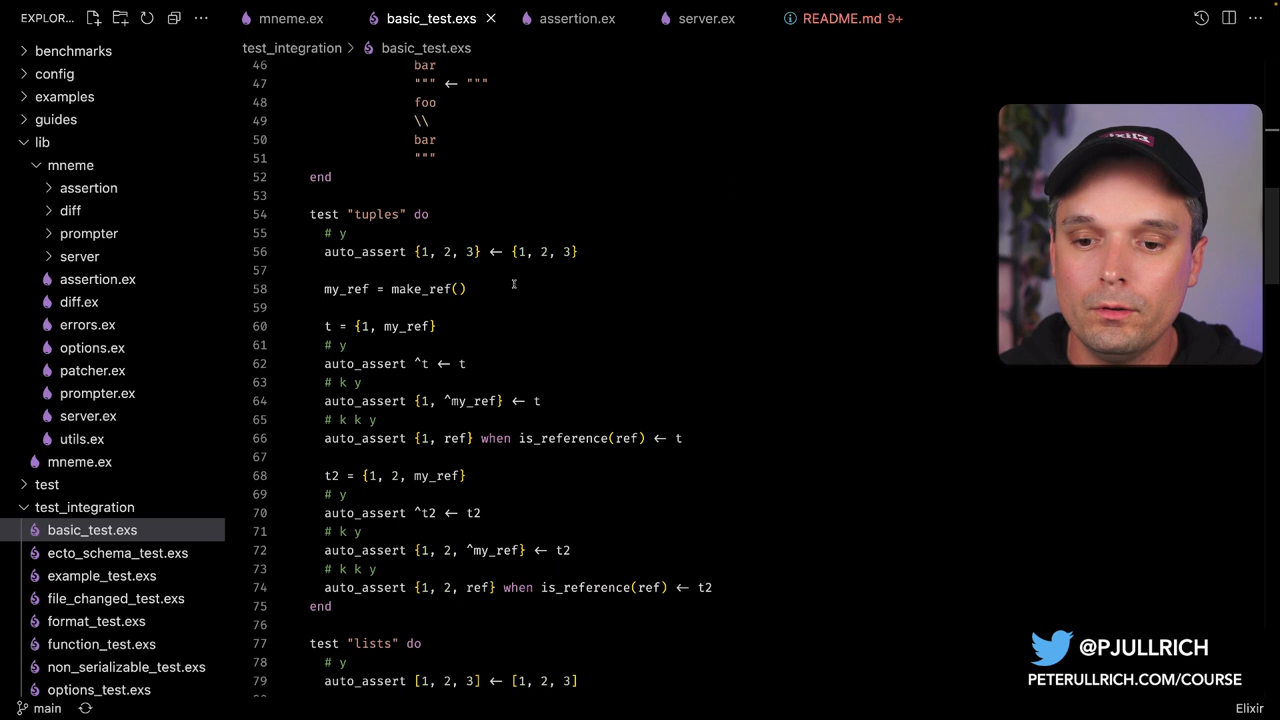 EXPLOR...
mneme.ex
basic_test.exs
assertion.ex
server.ex
README.md 9+
test_integration > basic_test.exs
benchmarks
config
examples
guides
lib
mneme
assertion
diff
prompter
server
assertion.ex
diff.ex
errors.ex
options.ex
patcher.ex
prompter.ex
server.ex
utils.ex
mneme.ex
test
test_integration
basic_test.exs
ecto_schema_test.exs
example_test.exs
file_changed_test.exs
format_test.exs
function_test.exs
non_serializable_test.exs
options_test.exs
46 bar
47 """ <- """
48 foo
49 \\
50 bar
51 """
52 end
53
54 test "tuples" do
55 # y
56 auto_assert {1, 2, 3} <- {1, 2, 3}
57
58 my_ref = make_ref()
59
60 t = {1, my_ref}
61 # y
62 auto_assert ^t <- t
63 # k y
64 auto_assert {1, ^my_ref} <- t
65 # k k y
66 auto_assert {1, ref} when is_reference(ref) <- t
67
68 t2 = {1, 2, my_ref}
69 # y
70 auto_assert ^t2 <- t2
71 # k y
72 auto_assert {1, 2, ^my_ref} <- t2
73 # k k y
74 auto_assert {1, 2, ref} when is_reference(ref) <- t2
75 end
76
77 test "lists" do
78 # y
79 auto_assert [1, 2, 3] <- [1, 2, 3]
@PJULLRICH
PETERULLRICH.COM/COURSE
main
Elixir